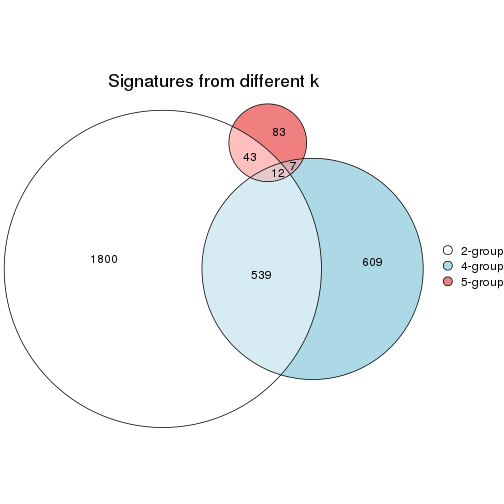 Signatures from different k
83
43
7
12
1800
539
609
2-group
4-group
5-group